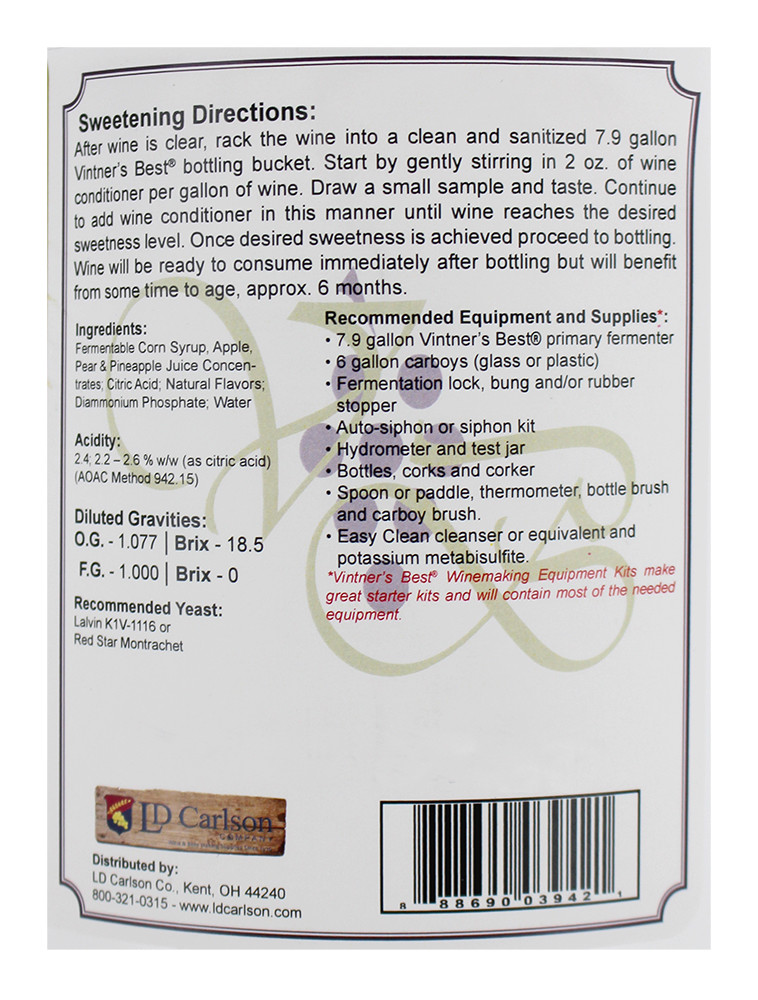 Sweetening Directions:
After wine is clear, rack the wine into a clean and sanitized 7.9 gallon
Vintner's Best® bottling bucket. Start by gently stirring in 2 oz. of wine
conditioner per gallon of wine. Draw a small sample and taste. Continue
to add wine conditioner in this manner until wine reaches the desired
sweetness level. Once desired sweetness is achieved proceed to bottling.
Wine will be ready to consume immediately after bottling but will benefit
from some time to age, approx. 6 months.
Ingredients:
Fermentable Corn Syrup, Apple,
Pear & Pineapple Juice Concen-
trates; Citric Acid; Natural Flavors;
Diammonium Phosphate; Water
Acidity:
2.4; 2.2 – 2.6 % w/w (as citric acid)
(AOAC Method 942.15)
Diluted Gravities:
O.G. - 1.077 | Brix - 18.5
F.G. - 1.000 | Brix - 0
Recommended Yeast:
Lalvin K1V-1116 or
Red Star Montrachet
Recommended Equipment and Supplies*:
• 7.9 gallon Vintner's Best® primary fermenter
• 6 gallon carboys (glass or plastic)
• Fermentation lock, bung and/or rubber
stopper
• Auto-siphon or siphon kit
• Hydrometer and test jar
• Bottles, corks and corker
• Spoon or paddle, thermometer, bottle brush
and carboy brush.
• Easy Clean cleanser or equivalent and
potassium metabisulfite.
*Vintner's Best® Winemaking Equipment Kits make
great starter kits and will contain most of the needed
equipment.
LD Carlson
COMPANY
Distributed by:
LD Carlson Co., Kent, OH 44240
800-321-0315 - www.ldcarlson.com
8 88690 03942 1